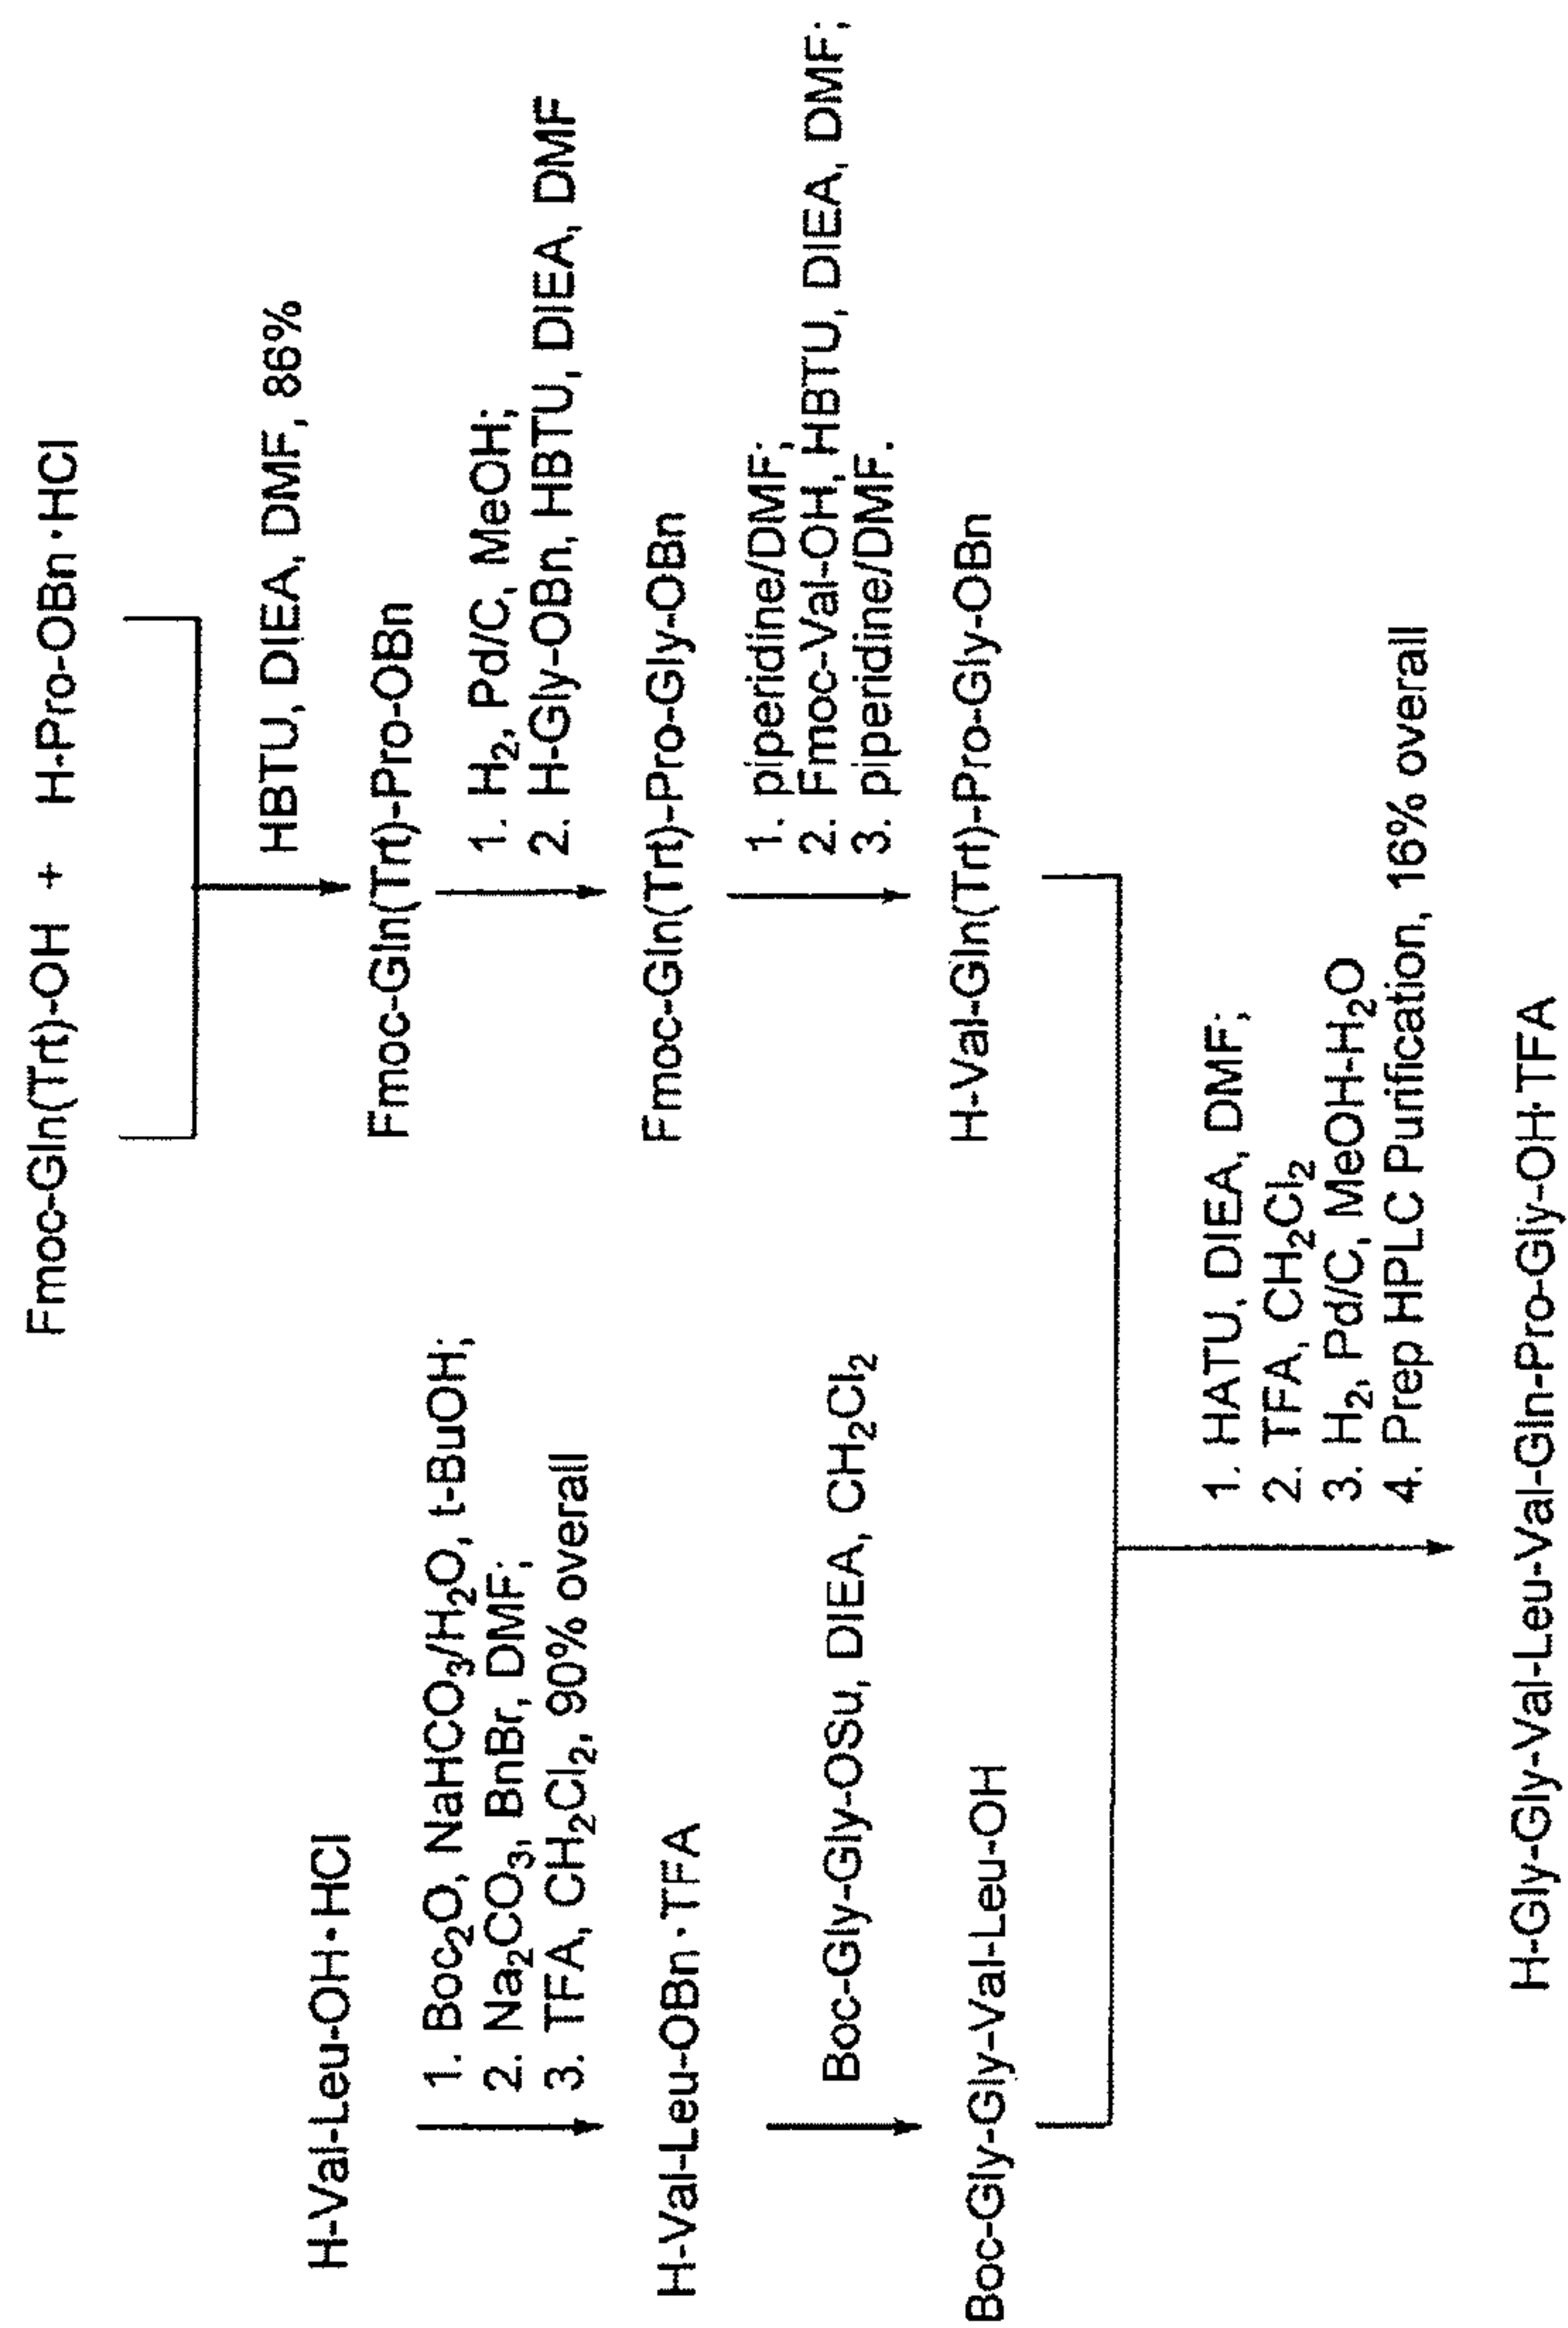 Fmoc-Gln(Trt)-OH + H-Pro-OBn·HCl
HBTU, DIEA, DMF, 86%
Fmoc-Gln(Trt)-Pro-OBn
1. H₂, Pd/C, MeOH;
2. H-Gly-OBn, HBTU, DIEA, DMF
Fmoc-Gln(Trt)-Pro-Gly-OBn
1. piperidine/DMF;
2. Fmoc-Val-OH, HBTU, DIEA, DMF;
3. piperidine/DMF.
H-Val-Gln(Trt)-Pro-Gly-OBn
H-Val-Leu-OH·HCl
1. Boc₂O, NaHCO₃/H₂O, t-BuOH;
2. Na₂CO₃, BnBr, DMF;
3. TFA, CH₂Cl₂, 90% overall
H-Val-Leu-OBn·TFA
Boc-Gly-Gly-OSu, DIEA, CH₂Cl₂
Boc-Gly-Gly-Val-Leu-OH
1. HATU, DIEA, DMF;
2. TFA, CH₂Cl₂
3. H₂, Pd/C, MeOH-H₂O
4. Prep HPLC Purification, 16% overall
H-Gly-Gly-Val-Leu-Val-Gln-Pro-Gly-OH·TFA